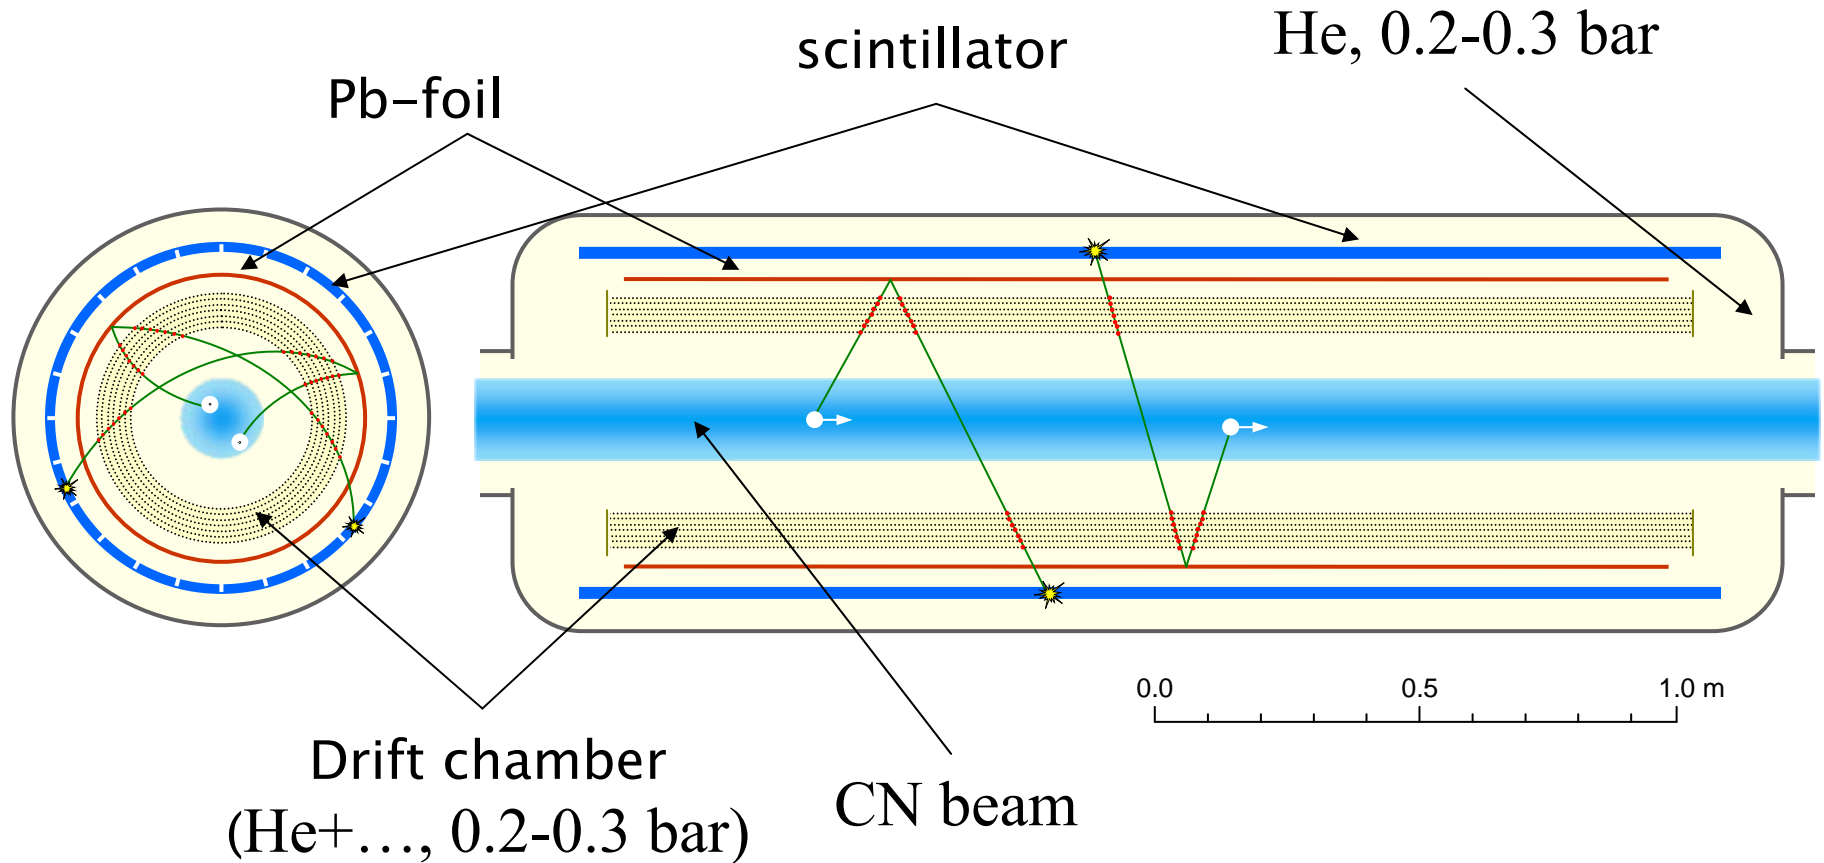 He, 0.2-0.3 bar
scintillator
Pb-foil
0.0 0.5 1.0 m
Drift chamber
(He+…, 0.2-0.3 bar)
CN beam